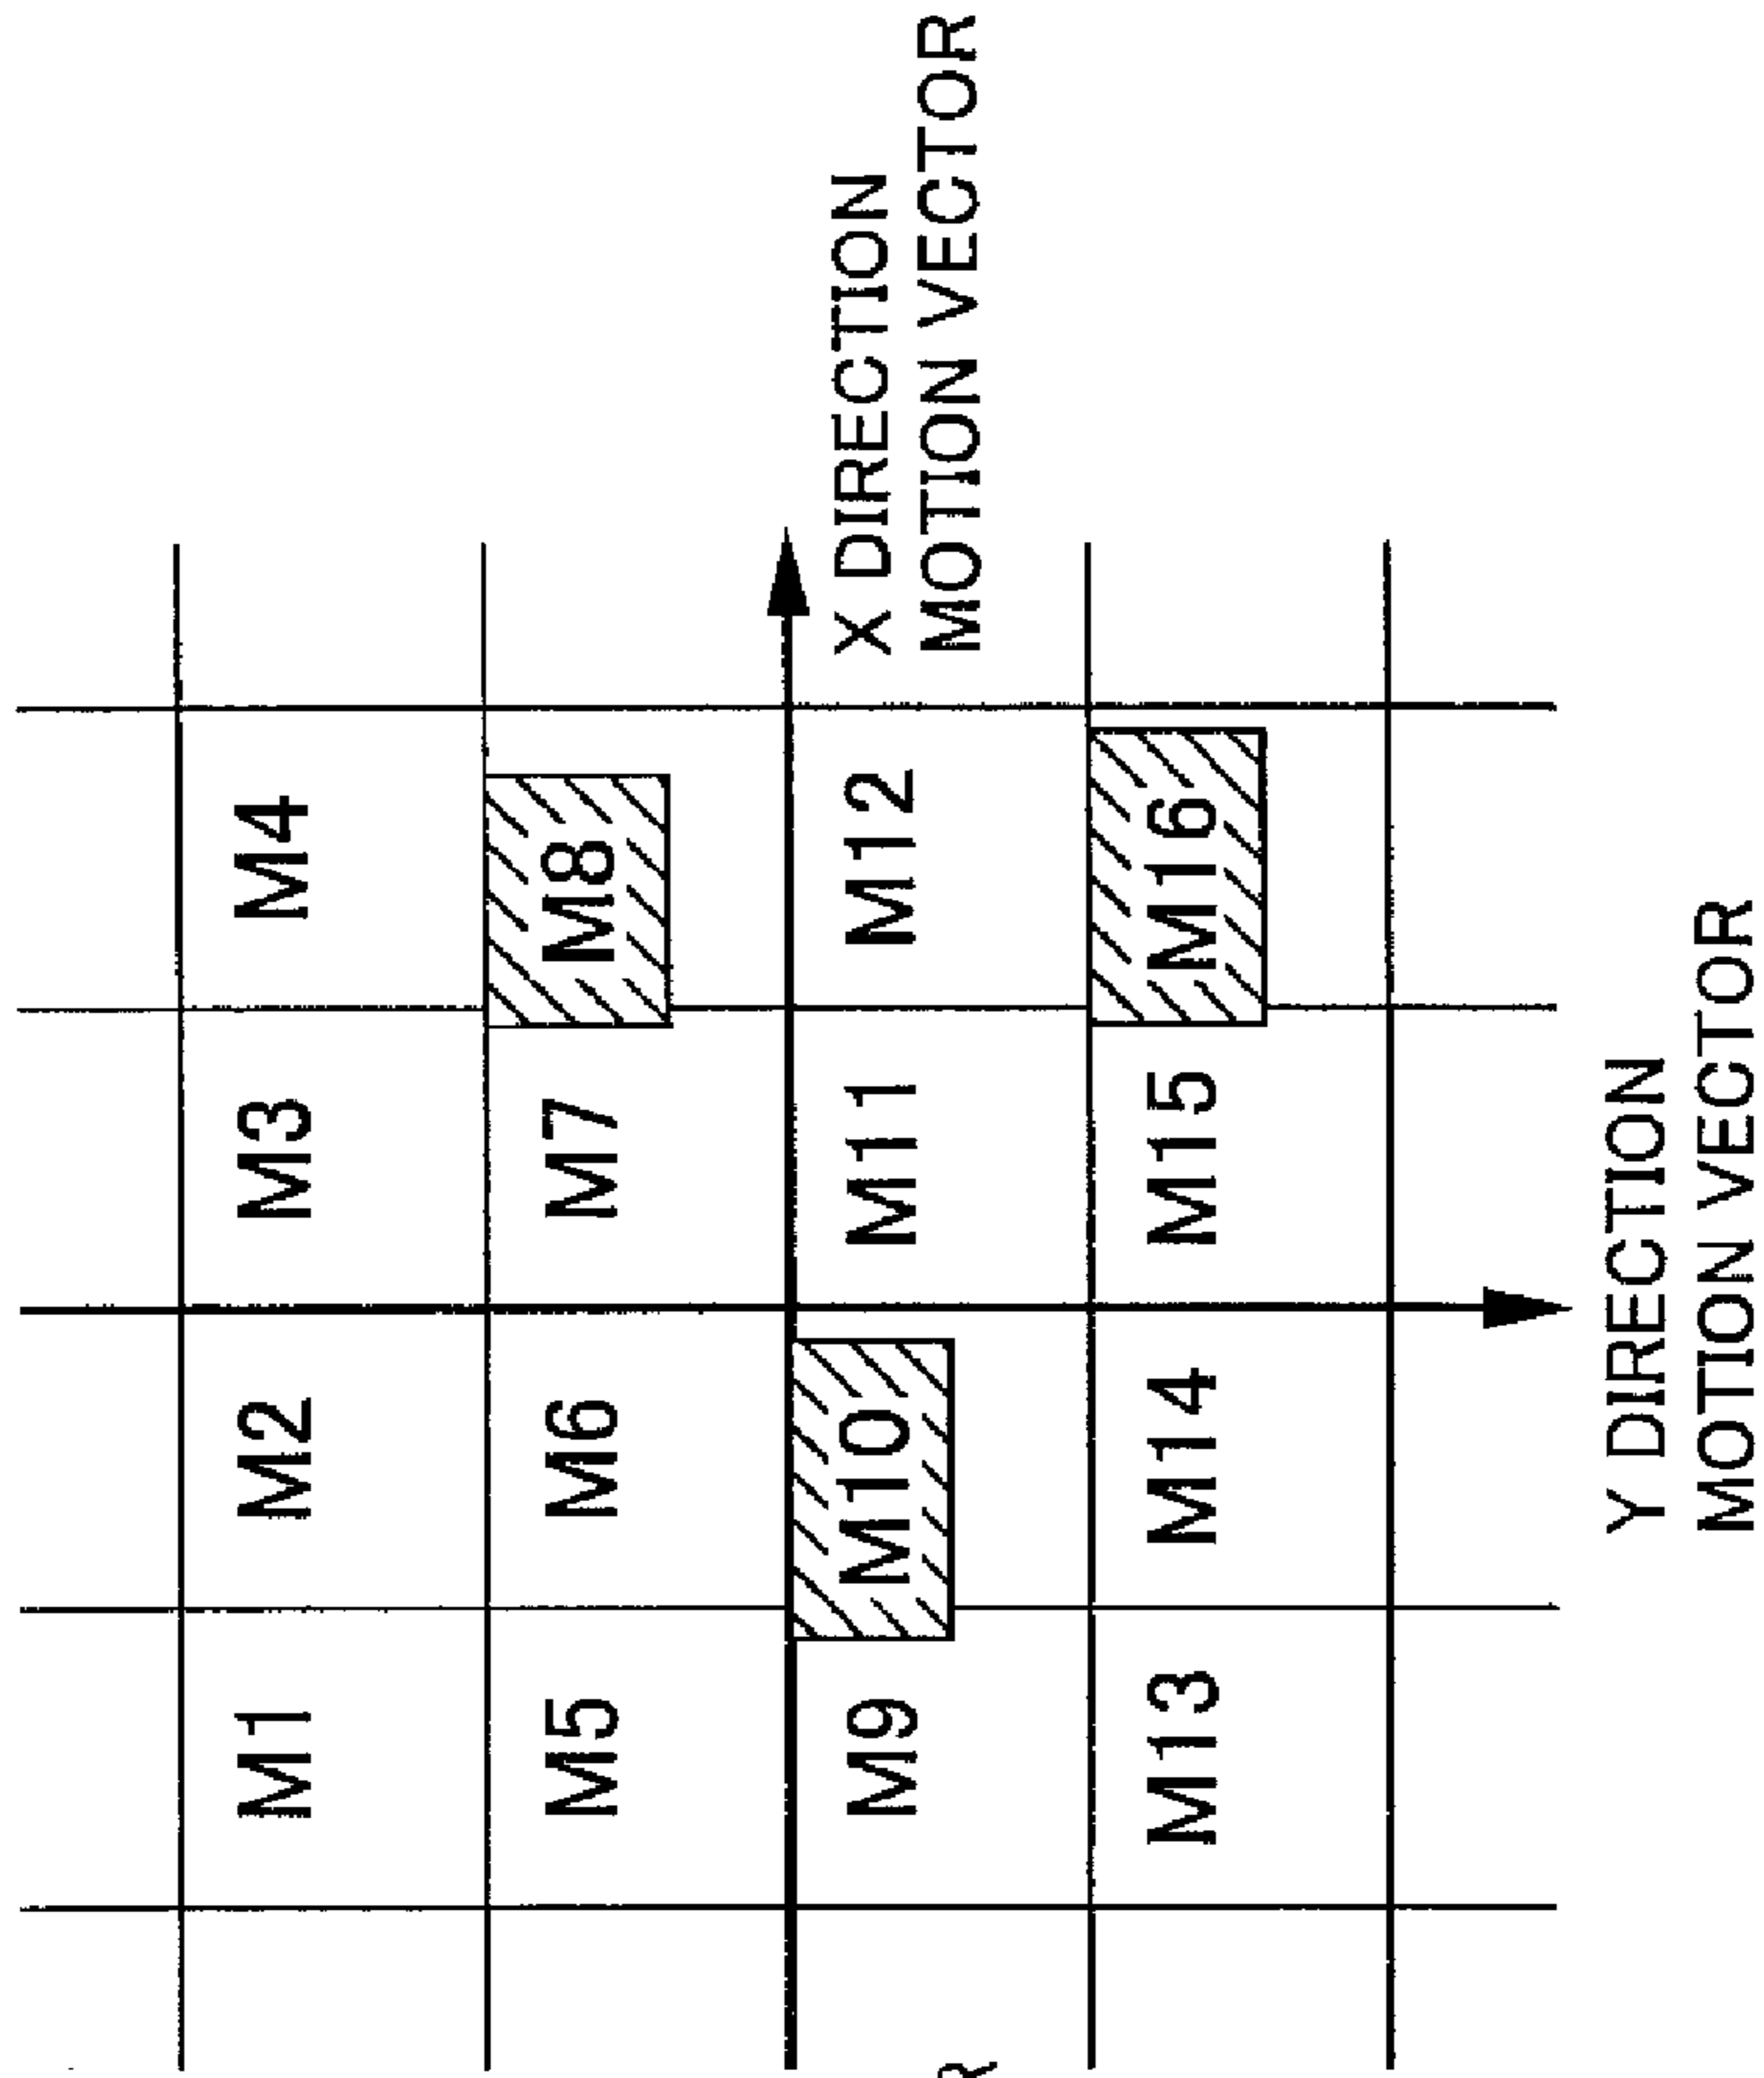 M1
M2
M3
M4
M5
M6
M7
M8
M9
M10
M11
M12
M13
M14
M15
M16
X DIRECTION
MOTION VECTOR
Y DIRECTION
MOTION VECTOR
R